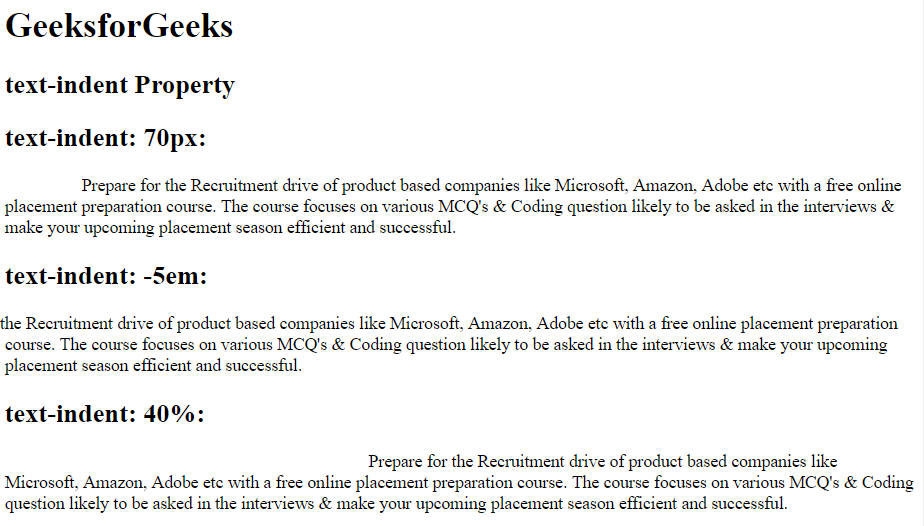 GeeksforGeeks
text-indent Property
text-indent: 70px:
Prepare for the Recruitment drive of product based companies like Microsoft, Amazon, Adobe etc with a free online
placement preparation course. The course focuses on various MCQ's & Coding question likely to be asked in the interviews &
make your upcoming placement season efficient and successful.
text-indent: -5em:
the Recruitment drive of product based companies like Microsoft, Amazon, Adobe etc with a free online placement preparation
course. The course focuses on various MCQ's & Coding question likely to be asked in the interviews & make your upcoming
placement season efficient and successful.
text-indent: 40%:
Prepare for the Recruitment drive of product based companies like
Microsoft, Amazon, Adobe etc with a free online placement preparation course. The course focuses on various MCQ's & Coding
question likely to be asked in the interviews & make your upcoming placement season efficient and successful.